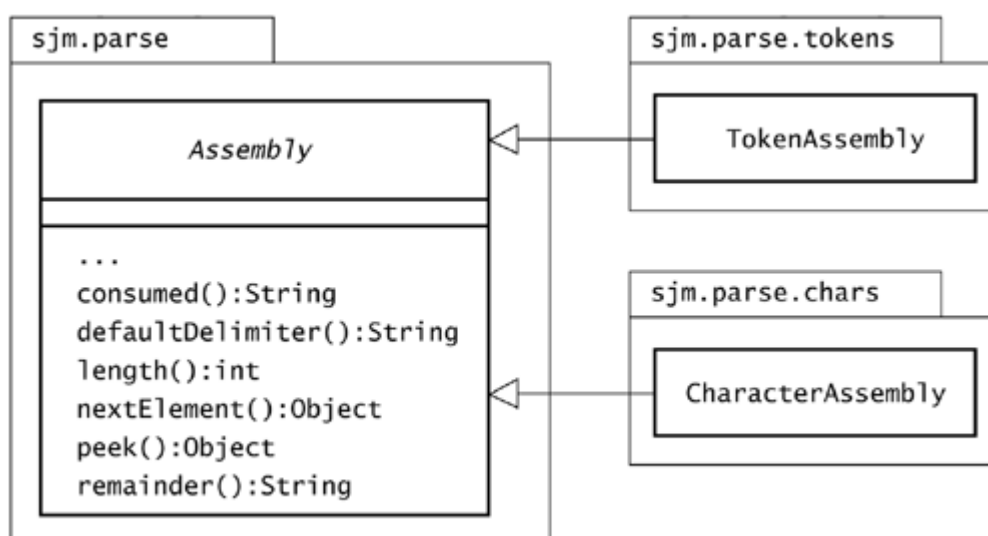 sjm.parse
Assembly
...
consumed():String
defaultDelimiter():String
length():int
nextElement():Object
peek():Object
remainder():String
sjm.parse.tokens
TokenAssembly
sjm.parse.chars
CharacterAssembly